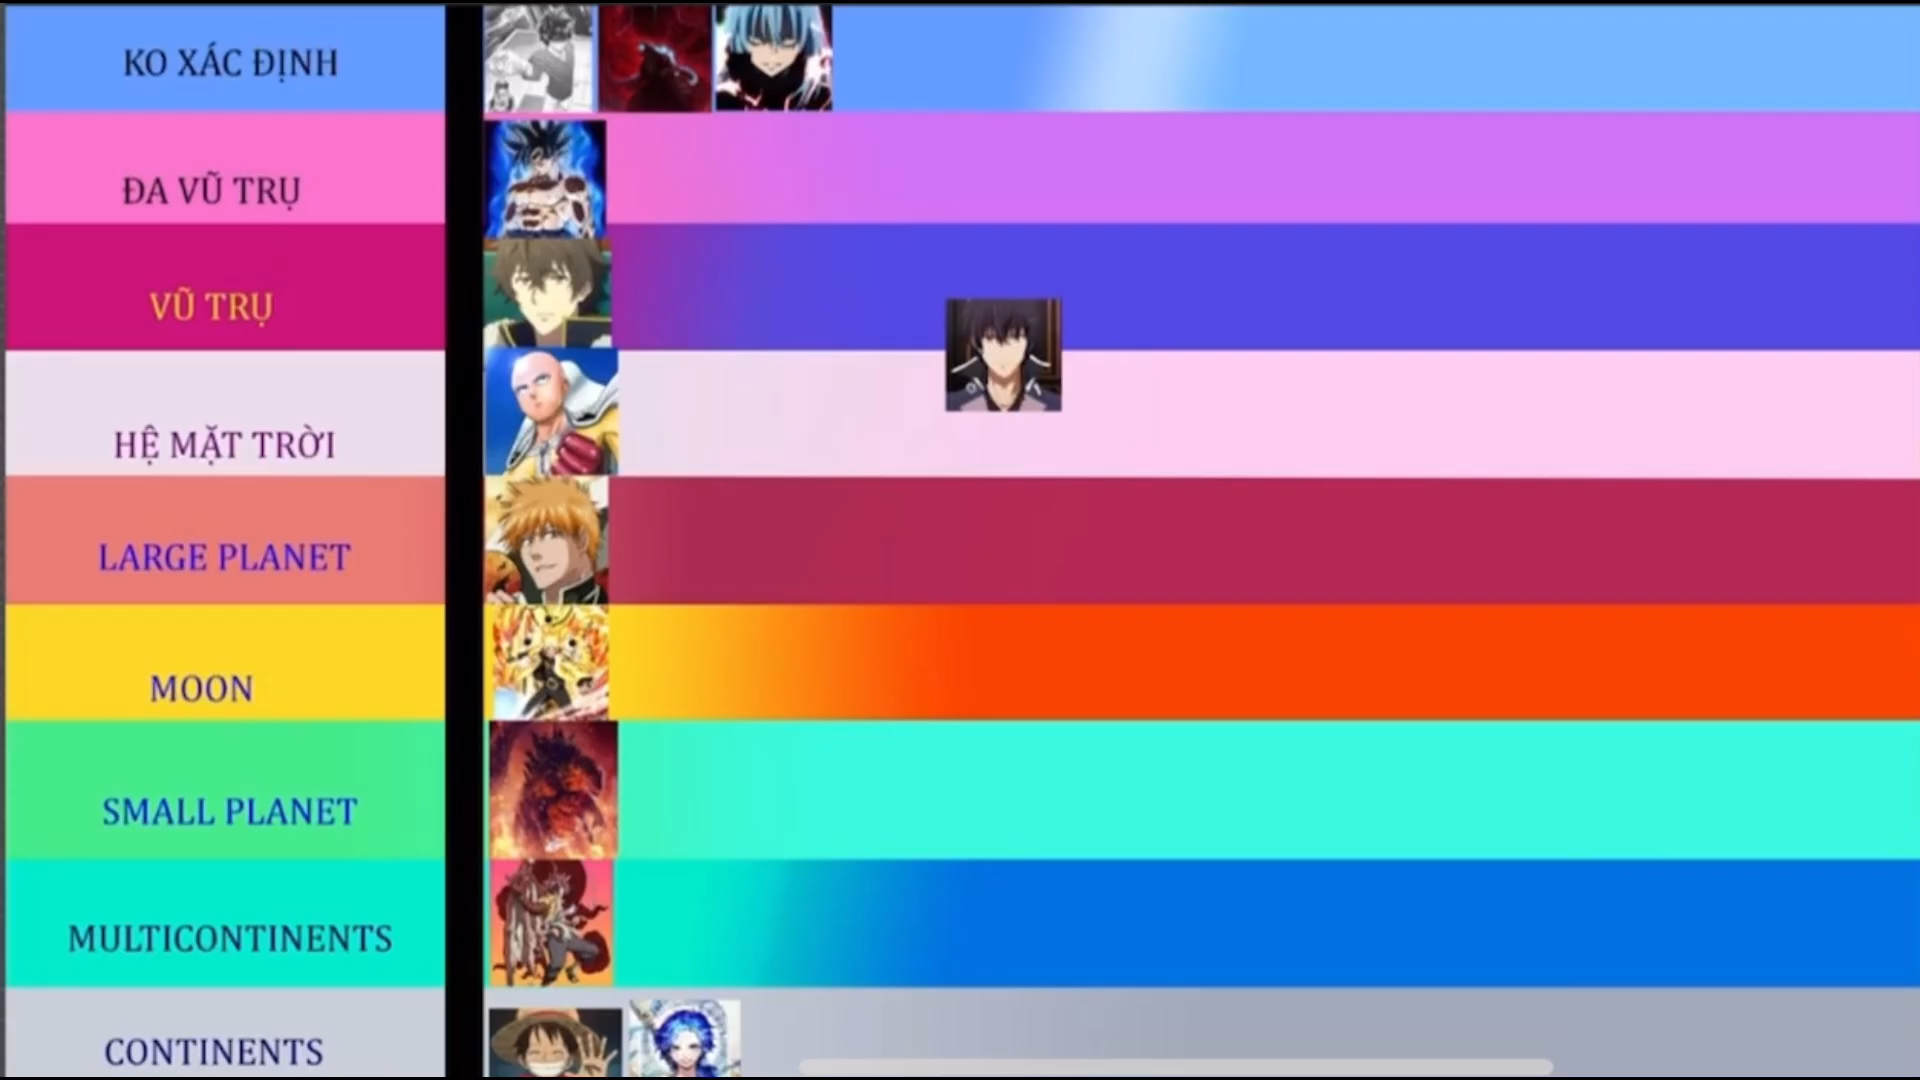 KO XÁC ĐỊNH
ĐA VŨ TRỤ
VŨ TRỤ
HỆ MẶT TRỜI
LARGE PLANET
MOON
SMALL PLANET
MULTICONTINENTS
CONTINENTS